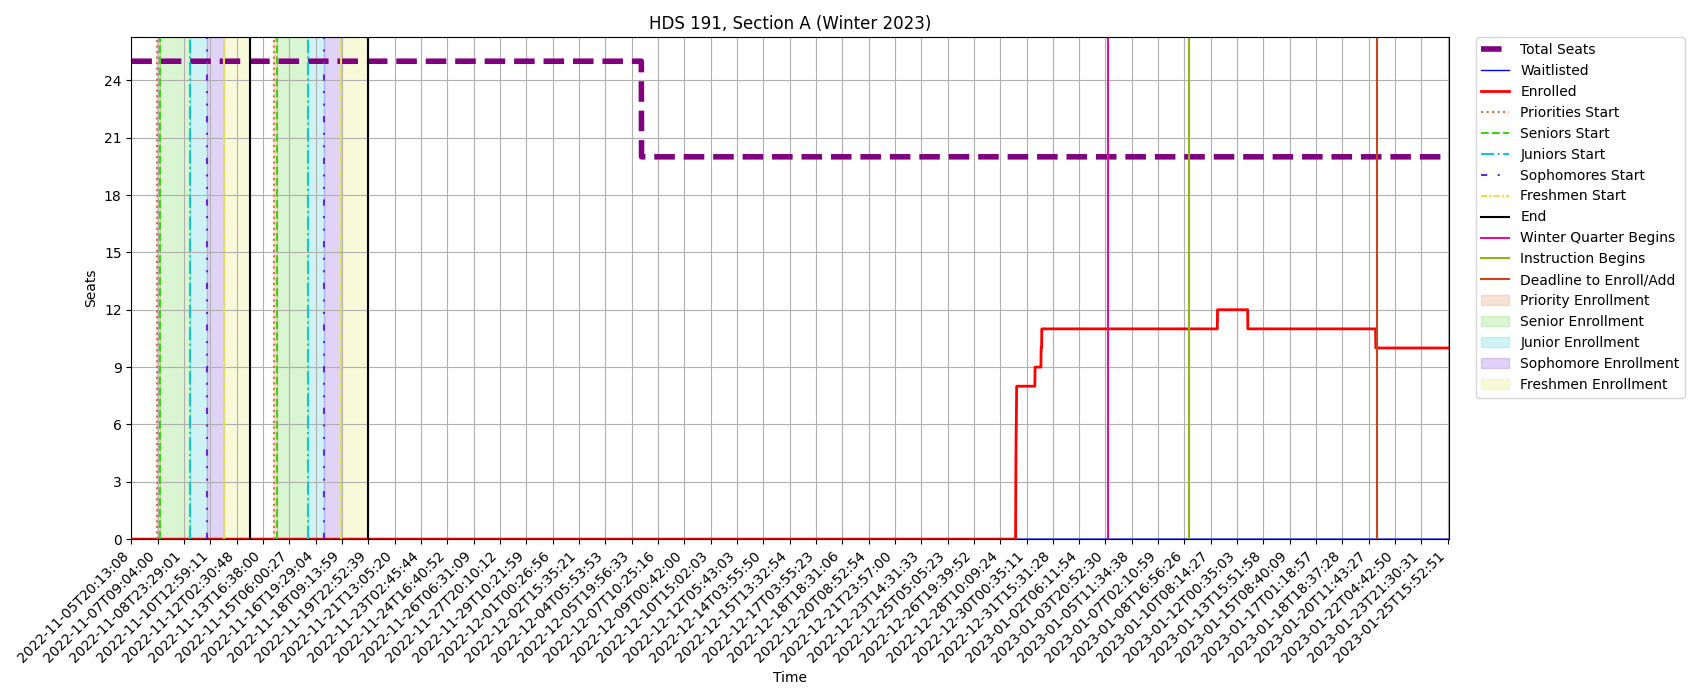 HDS 191, Section A (Winter 2023)
Seats
24
21
18
15
12
9
6
3
0
2022-11-05T20:13:08
2022-11-07T09:04:00
2022-11-08T23:29:01
2022-11-10T12:59:11
2022-11-12T02:30:48
2022-11-13T16:38:00
2022-11-15T06:00:27
2022-11-16T19:29:04
2022-11-18T09:13:59
2022-11-19T22:52:39
2022-11-21T13:05:20
2022-11-23T02:45:44
2022-11-24T16:40:52
2022-11-26T06:31:09
2022-11-27T20:10:12
2022-11-29T10:21:59
2022-12-01T00:26:56
2022-12-02T15:35:21
2022-12-04T05:53:53
2022-12-05T19:56:33
2022-12-07T10:25:16
2022-12-09T00:42:00
2022-12-10T15:02:03
2022-12-12T05:43:03
2022-12-14T03:55:50
2022-12-15T13:32:54
2022-12-17T03:55:23
2022-12-18T18:31:06
2022-12-20T08:52:54
2022-12-21T23:57:00
2022-12-23T14:31:33
2022-12-25T05:05:23
2022-12-26T19:39:52
2022-12-28T10:09:24
2022-12-30T00:35:11
2022-12-31T15:31:28
2023-01-02T06:11:54
2023-01-03T20:52:30
2023-01-05T11:34:38
2023-01-07T02:10:59
2023-01-08T16:56:26
2023-01-10T08:14:27
2023-01-12T00:35:03
2023-01-13T15:51:58
2023-01-15T08:40:09
2023-01-17T01:18:57
2023-01-18T18:37:28
2023-01-20T11:43:27
2023-01-22T04:42:50
2023-01-23T21:30:31
2023-01-25T15:52:51
Time
Total Seats
Waitlisted
Enrolled
Priorities Start
Seniors Start
Juniors Start
Sophomores Start
Freshmen Start
End
Winter Quarter Begins
Instruction Begins
Deadline to Enroll/Add
Priority Enrollment
Senior Enrollment
Junior Enrollment
Sophomore Enrollment
Freshmen Enrollment